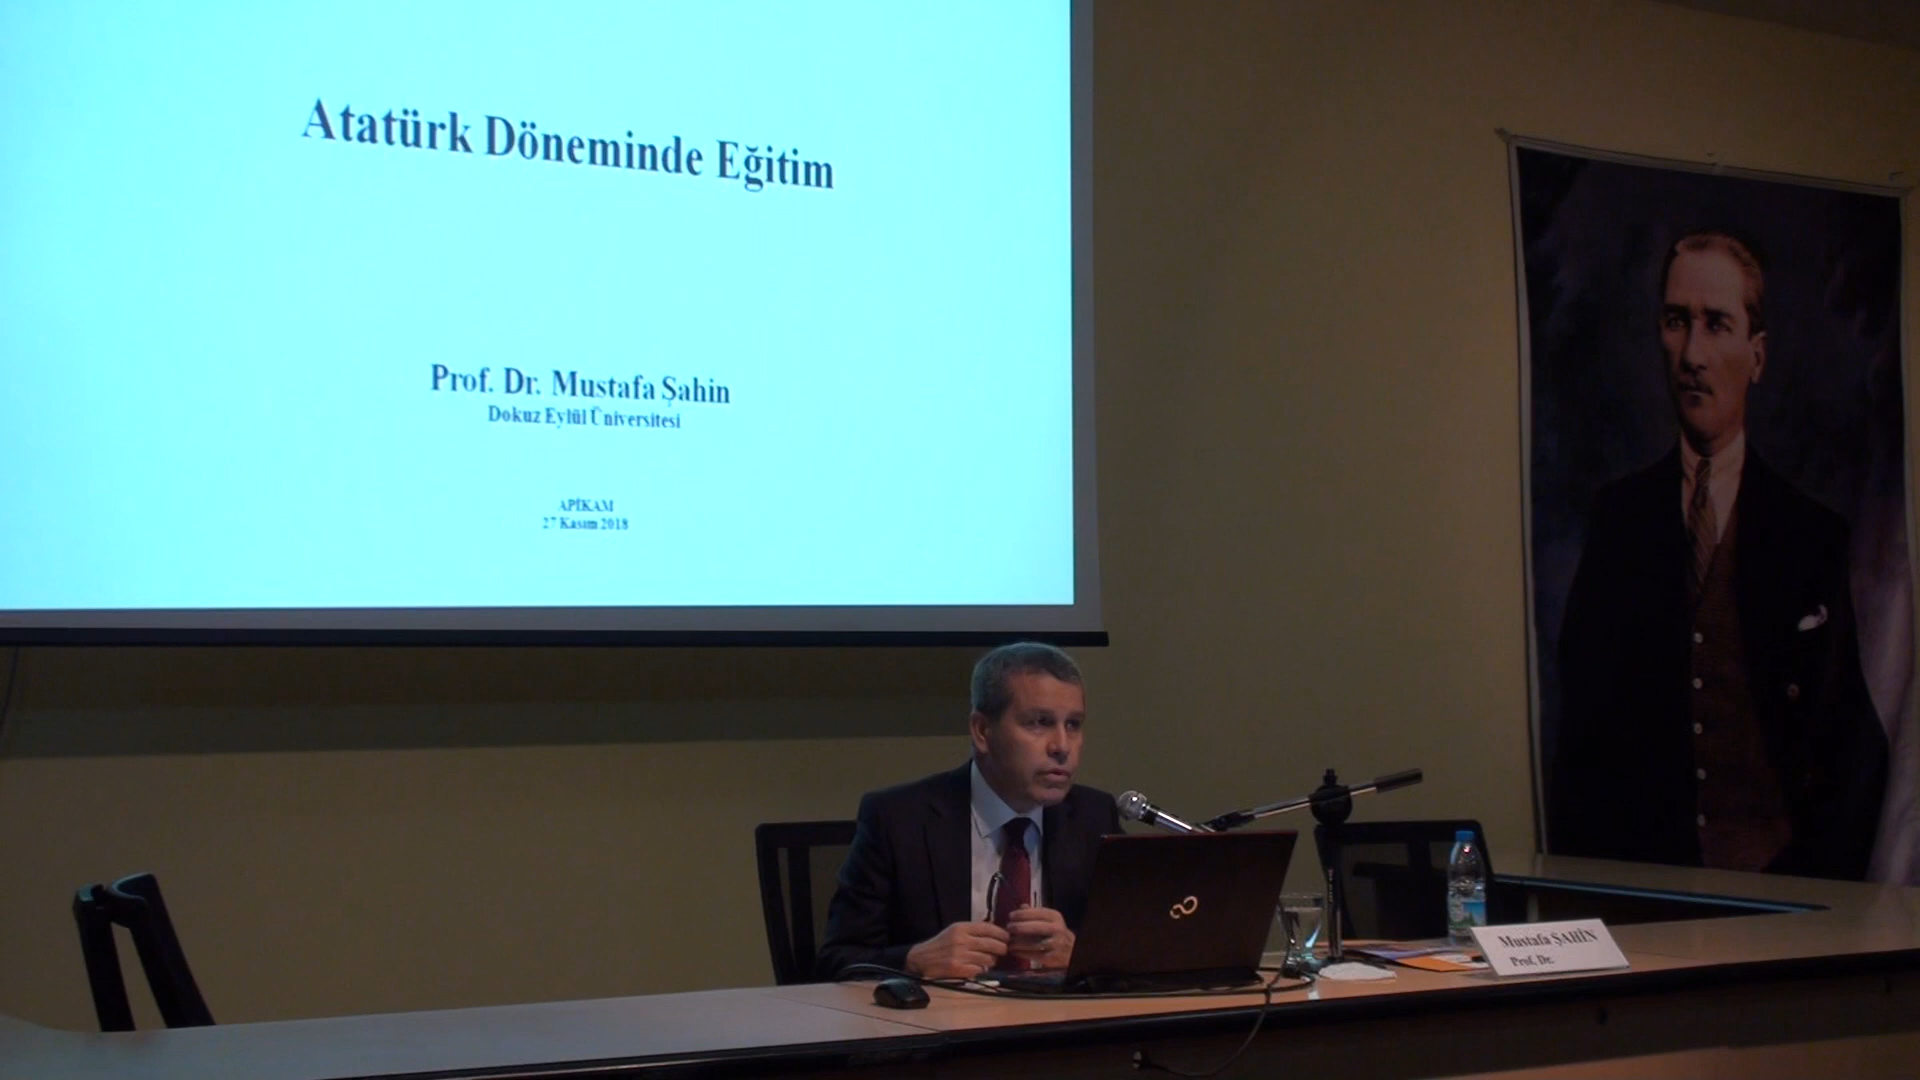 Atatürk Döneminde Eğitim
Prof. Dr. Mustafa Şahin
Dokuz Eylül Üniversitesi
APİKAM
27 Kasım 2018
Mustafa ŞAHİN
Prof. Dr.